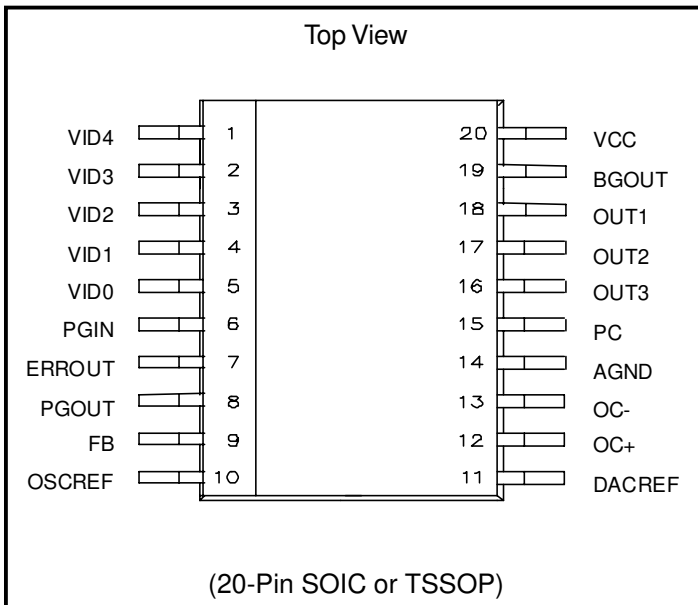 Top View
VID4 1 20 VCC
VID3 2 19 BGOUT
VID2 3 18 OUT1
VID1 4 17 OUT2
VID0 5 16 OUT3
PGIN 6 15 PC
ERROUT 7 14 AGND
PGOUT 8 13 OC-
FB 9 12 OC+
OSCREF 10 11 DACREF
(20-Pin SOIC or TSSOP)